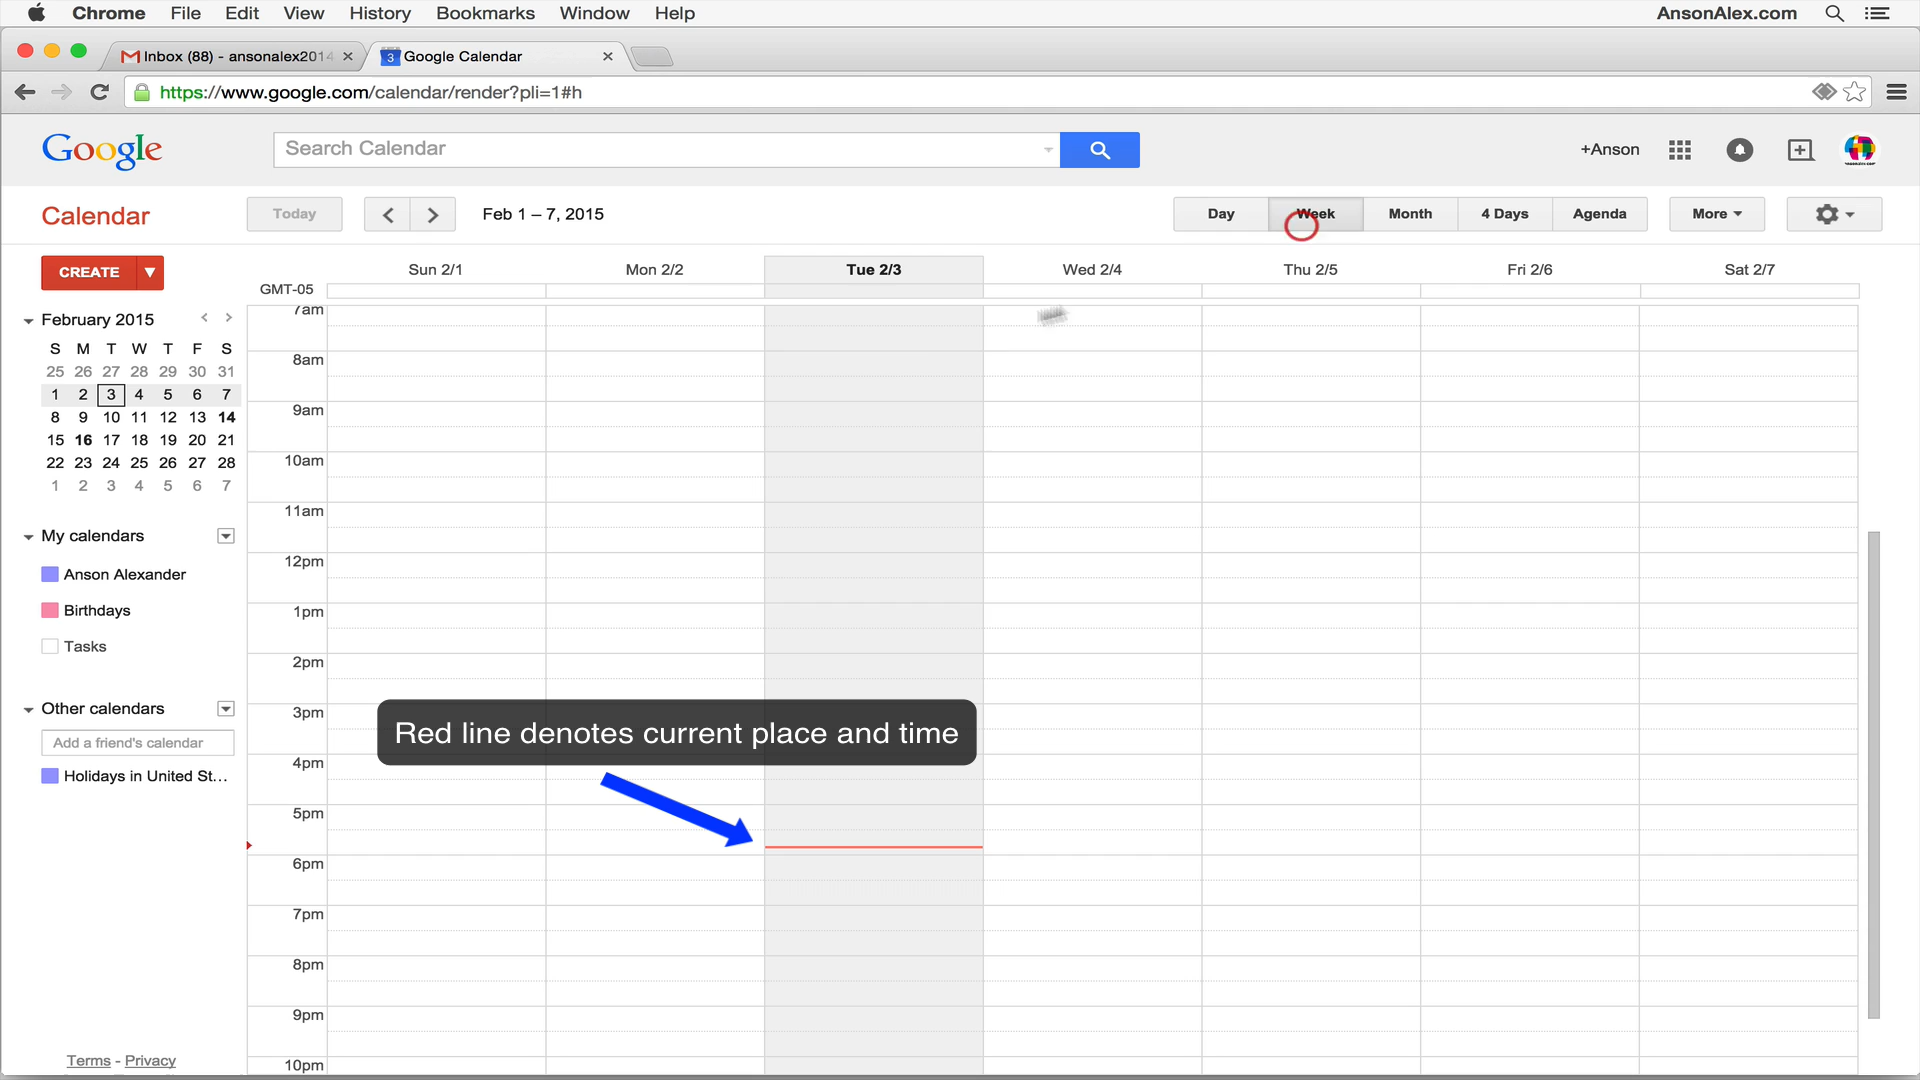 Chrome File Edit View History Bookmarks Window Help AnsonAlex.com
Inbox (88) - ansonalex2014 Google Calendar
https://www.google.com/calendar/render?pli=1#h
Google Search Calendar +Anson
Calendar Today Feb 1 – 7, 2015 Day Week Month 4 Days Agenda More
CREATE
Sun 2/1 Mon 2/2 Tue 2/3 Wed 2/4 Thu 2/5 Fri 2/6 Sat 2/7
GMT-05
February 2015
S M T W T F S
25 26 27 28 29 30 31
1 2 3 4 5 6 7
8 9 10 11 12 13 14
15 16 17 18 19 20 21
22 23 24 25 26 27 28
1 2 3 4 5 6 7
My calendars
Anson Alexander
Birthdays
Tasks
Other calendars
Add a friend's calendar
Holidays in United St...
Terms - Privacy
7am
8am
9am
10am
11am
12pm
1pm
2pm
3pm
Red line denotes current place and time
4pm
5pm
6pm
7pm
8pm
9pm
10pm